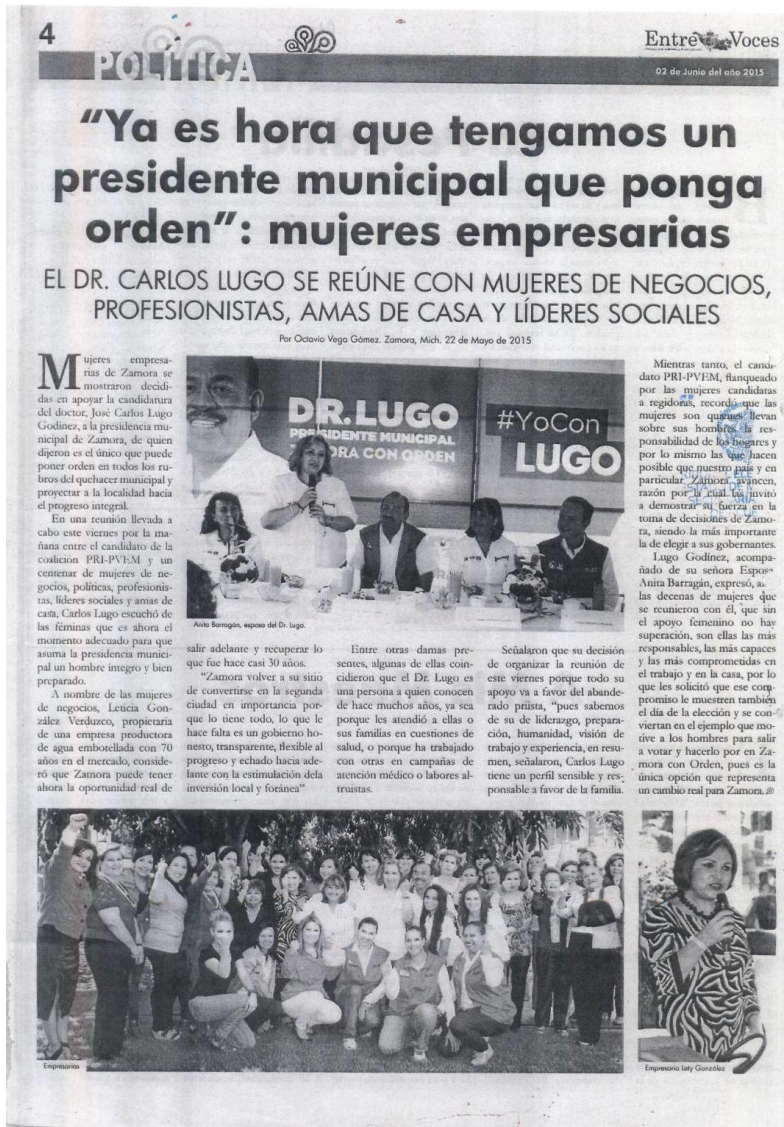 4
POLÍTICA
Entre Voces
02 de Junio del año 2015
“Ya es hora que tengamos un
presidente municipal que ponga
orden”: mujeres empresarias
EL DR. CARLOS LUGO SE REÚNE CON MUJERES DE NEGOCIOS,
PROFESIONISTAS, AMAS DE CASA Y LÍDERES SOCIALES
Por Octavio Vega Gómez. Zamora, Mich. 22 de Mayo de 2015
Mujeres empresa-
rias de Zamora se
mostraron decidi-
das en apoyar la candidatura
del doctor, José Carlos Lugo
Godínez, a la presidencia mu-
nicipal de Zamora, de quien
dijeron es el único que puede
poner orden en todos los ru-
bros del quehacer municipal y
proyectar a la localidad hacia
el progreso integral.
En una reunión llevada a
cabo este viernes por la ma-
ñana entre el candidato de la
coalición PRI-PVEM y un
centenar de mujeres de ne-
gocios, políticas, profesionis-
tas, líderes sociales y amas de
casa, Carlos Lugo escuchó de
las féminas que es ahora el
momento adecuado para que
asuma la presidencia munici-
pal un hombre íntegro y bien
preparado.
A nombre de las mujeres
de negocios, Leticia Gon-
zález Verduzco, propietaria
de una empresa productora
de agua embotellada con 70
años en el mercado, conside-
ró que Zamora puede tener
ahora la oportunidad real de
DR.LUGO
PRESIDENTE MUNICIPAL
ORA CON ORDEN
#YoCon
LUGO
Anita Barragán, esposa del Dr. Lugo.
salir adelante y recuperar lo
que fue hace casi 30 años.
“Zamora volver a su sitio
de convertirse en la segunda
ciudad en importancia por-
que lo tiene todo, lo que le
hace falta es un gobierno ho-
nesto, transparente, flexible al
progreso y echado hacia ade-
lante con la estimulación dela
inversión local y foránea”
Entre otras damas pre-
sentes, algunas de ellas coin-
cidieron que el Dr. Lugo es
una persona a quien conocen
de hace muchos años, ya sea
porque les atendió a ellas o
sus familias en cuestiones de
salud, o porque ha trabajado
con otras en campañas de
atención médico o labores al-
truistas.
Señalaron que su decisión
de organizar la reunión de
este viernes porque todo su
apoyo va a favor del abande-
rado priista, “pues sabemos
de su de liderazgo, prepara-
ción, humanidad, visión de
trabajo y experiencia, en resu-
men, señalaron, Carlos Lugo
tiene un perfil sensible y res-
ponsable a favor de la familia.
Mientras tanto, el candi-
dato PRI-PVEM, flanqueado
por las mujeres candidatas
a regidoras, recordó que las
mujeres son quienes llevan
sobre sus hombres la res-
ponsabilidad de los hogares y
por lo mismo las que hacen
posible que nuestro país y en
particular Zamora avancen,
razón por la cual las invitó
a demostrar su fuerza en la
toma de decisiones de Zamo-
ra, siendo la más importante
la de elegir a sus gobernantes.
Lugo Godínez, acompa-
ñado de su señora Esposa
Anita Barragán, expresó, a
las decenas de mujeres que
se reunieron con él, que sin
el apoyo femenino no hay
superación, son ellas las más
responsables, las más capaces
y las más comprometidas en
el trabajo y en la casa, por lo
que les solicitó que ese com
promiso le muestren también
el día de la elección y se con-
viertan en el ejemplo que mo-
tive a los hombres para salir
a votar y hacerlo por en Za-
mora con Orden, pues es la
única opción que representa
un cambio real para Zamora.
Empresarias
Empresaria Lety González